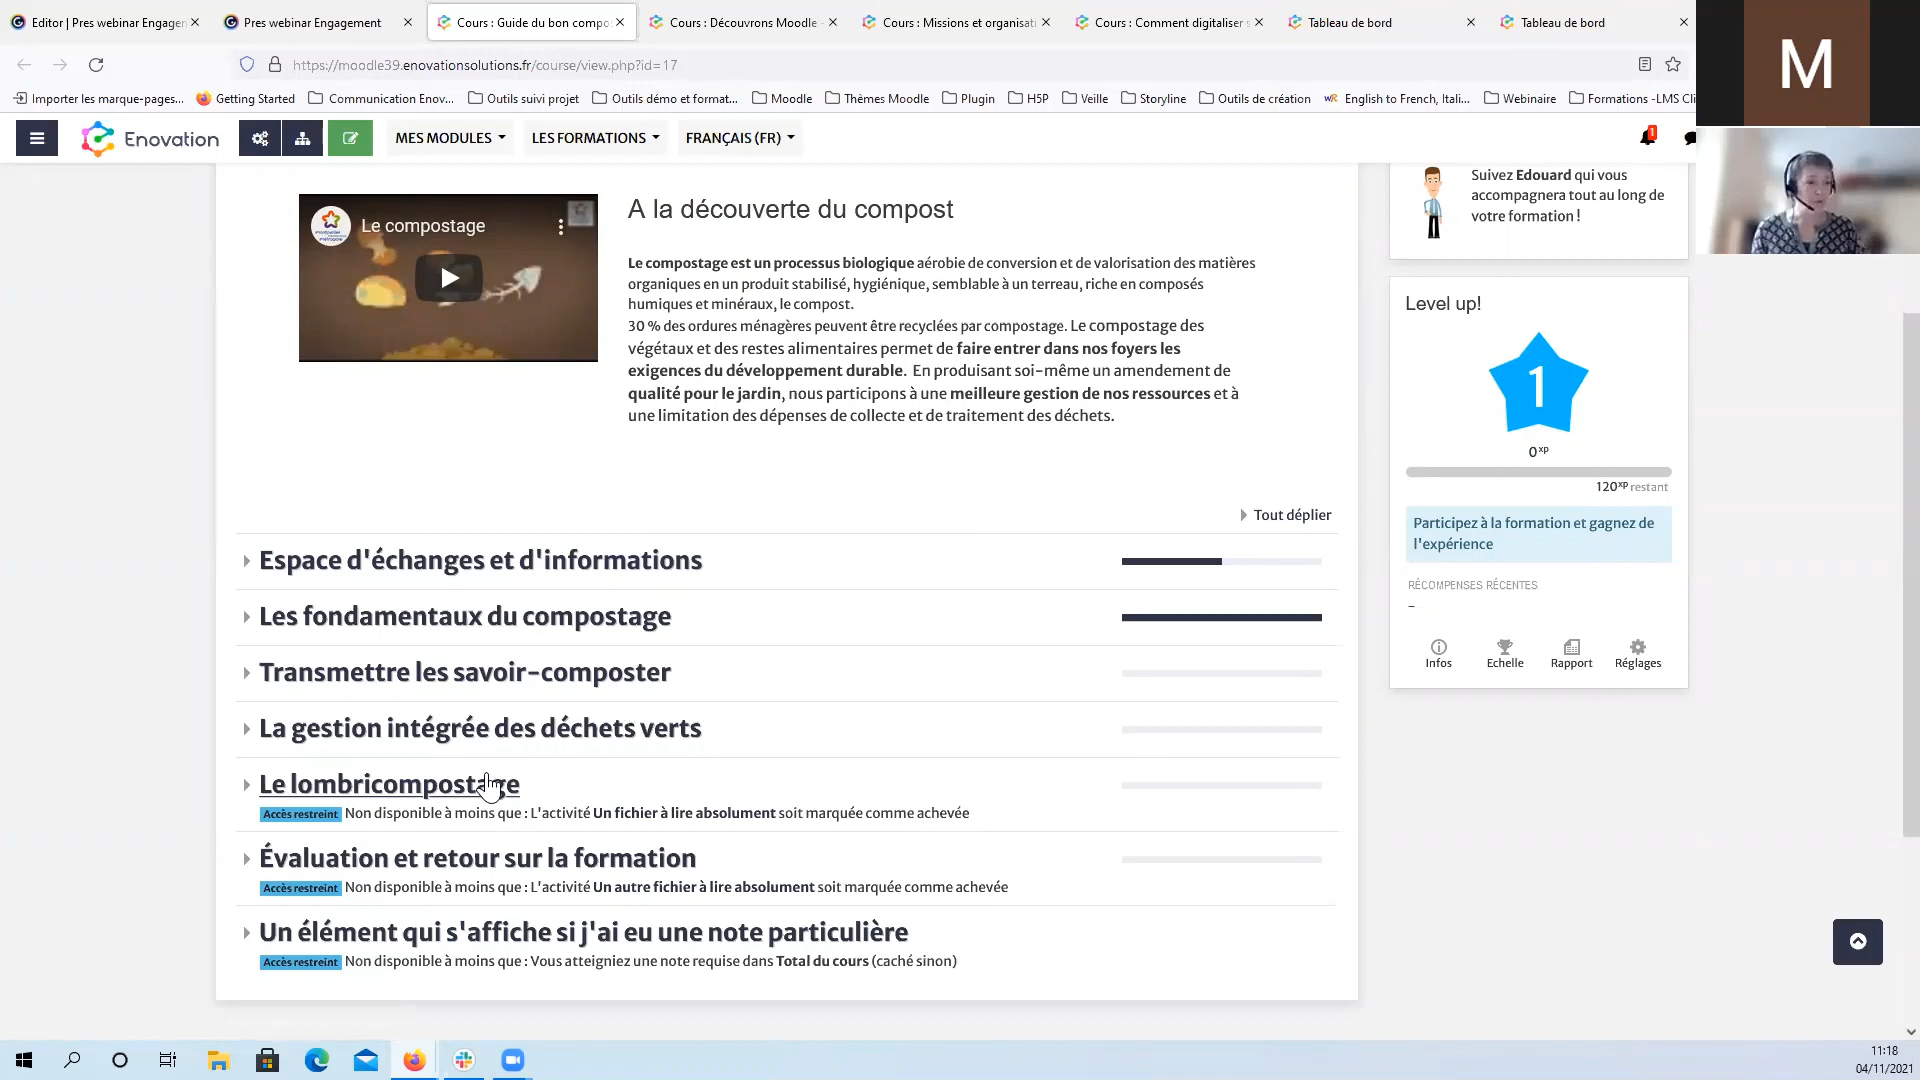 Editor | Pres webinar Engagen
Pres webinar Engagement
Cours : Guide du bon compo
Cours : Découvrons Moodle
Cours : Missions et organisati
Cours : Comment digitaliser s
Tableau de bord
Tableau de bord
https://moodle39.enovationsolutions.fr/course/view.php?id=17
Importer les marque-pages...
Getting Started
Communication Enov...
Outils suivi projet
Outils démo et format...
Moodle
Thèmes Moodle
Plugin
H5P
Veille
Storyline
Outils de création
English to French, Itali...
Webinaire
Formations -LMS Cli
M
Enovation
MES MODULES
LES FORMATIONS
FRANÇAIS (FR)
1
Le compostage
A la découverte du compost
Le compostage est un processus biologique aérobie de conversion et de valorisation des matières
organiques en un produit stabilisé, hygiénique, semblable à un terreau, riche en composés
humiques et minéraux, le compost.
30 % des ordures ménagères peuvent être recyclées par compostage. Le compostage des
végétaux et des restes alimentaires permet de faire entrer dans nos foyers les
exigences du développement durable. En produisant soi-même un amendement de
qualité pour le jardin, nous participons à une meilleure gestion de nos ressources et à
une limitation des dépenses de collecte et de traitement des déchets.
Tout déplier
Espace d'échanges et d'informations
Les fondamentaux du compostage
Transmettre les savoir-composter
La gestion intégrée des déchets verts
Le lombricompostage
Accès restreint Non disponible à moins que : L'activité Un fichier à lire absolument soit marquée comme achevée
Évaluation et retour sur la formation
Accès restreint Non disponible à moins que : L'activité Un autre fichier à lire absolument soit marquée comme achevée
Un élément qui s'affiche si j'ai eu une note particulière
Accès restreint Non disponible à moins que : Vous atteigniez une note requise dans Total du cours (caché sinon)
Suivez Edouard qui vous
accompagnera tout au long de
votre formation !
Level up!
1
0xp
120xp restant
Participez à la formation et gagnez de
l'expérience
RÉCOMPENSES RÉCENTES
–
Infos
Echelle
Rapport
Réglages
11:18
04/11/2021